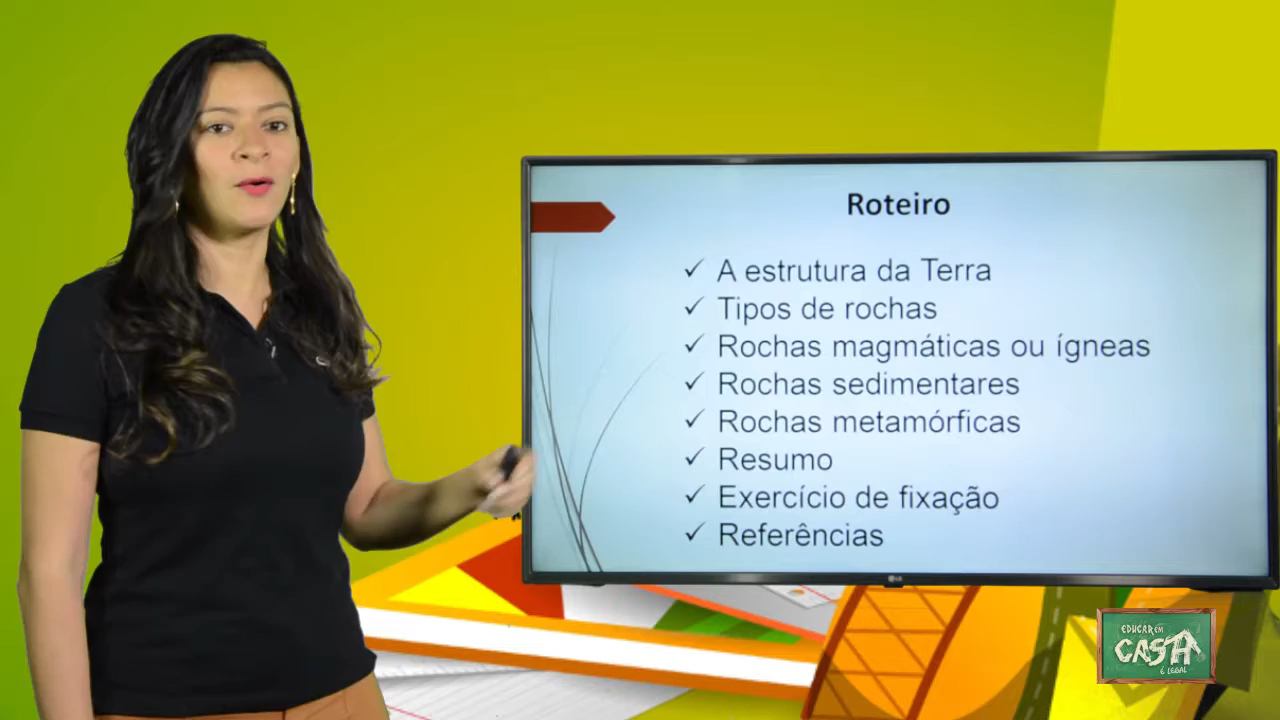 Roteiro
✓ A estrutura da Terra
✓ Tipos de rochas
✓ Rochas magmáticas ou ígneas
✓ Rochas sedimentares
✓ Rochas metamórficas
✓ Resumo
✓ Exercício de fixação
✓ Referências
LG
EDUCAR EM
CASA
É LEGAL